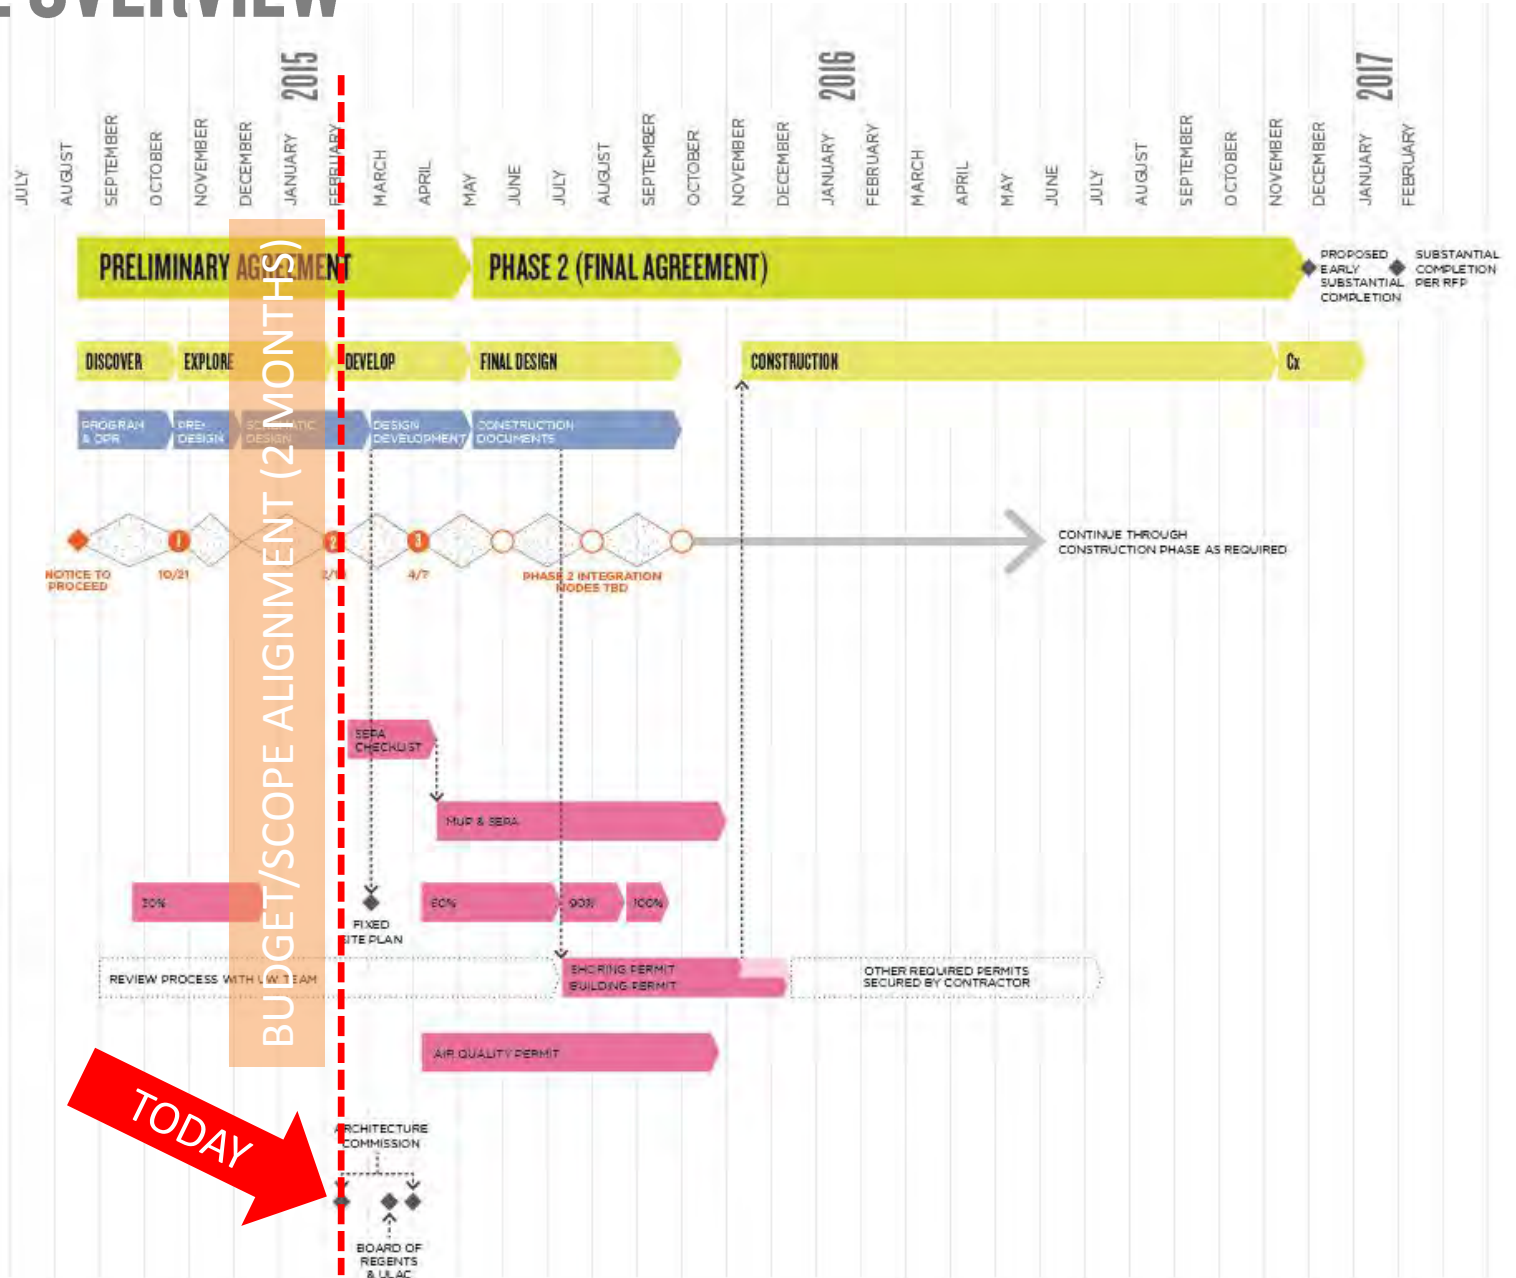 OVERVIEW
2015
2016
2017
JULY
AUGUST
SEPTEMBER
OCTOBER
NOVEMBER
DECEMBER
JANUARY
FEBRUARY
MARCH
APRIL
MAY
JUNE
JULY
AUGUST
SEPTEMBER
OCTOBER
NOVEMBER
DECEMBER
JANUARY
FEBRUARY
MARCH
APRIL
MAY
JUNE
JULY
AUGUST
SEPTEMBER
OCTOBER
NOVEMBER
DECEMBER
JANUARY
FEBRUARY
PRELIMINARY AGREEMENT
PHASE 2 (FINAL AGREEMENT)
PROPOSED
EARLY
SUBSTANTIAL
COMPLETION
SUBSTANTIAL
COMPLETION
PER RFP
DISCOVER
EXPLORE
DEVELOP
FINAL DESIGN
CONSTRUCTION
Cx
PROGRAM
& OPR
PRE-
DESIGN
SCHEMATIC
DESIGN
DESIGN
DEVELOPMENT
CONSTRUCTION
DOCUMENTS
BUDGET/SCOPE ALIGNMENT (2 MONTHS)
1
2
3
NOTICE TO
PROCEED
10/21
4/7
PHASE 2 INTEGRATION
NODES TBD
CONTINUE THROUGH
CONSTRUCTION PHASE AS REQUIRED
SEPA
CHECKLIST
MUP & SEPA
30%
FIXED
SITE PLAN
60%
90%
100%
REVIEW PROCESS WITH UW TEAM
SHORING PERMIT
BUILDING PERMIT
OTHER REQUIRED PERMITS
SECURED BY CONTRACTOR
AIR QUALITY PERMIT
TODAY
ARCHITECTURE
COMMISSION
BOARD OF
REGENTS
& ULAC